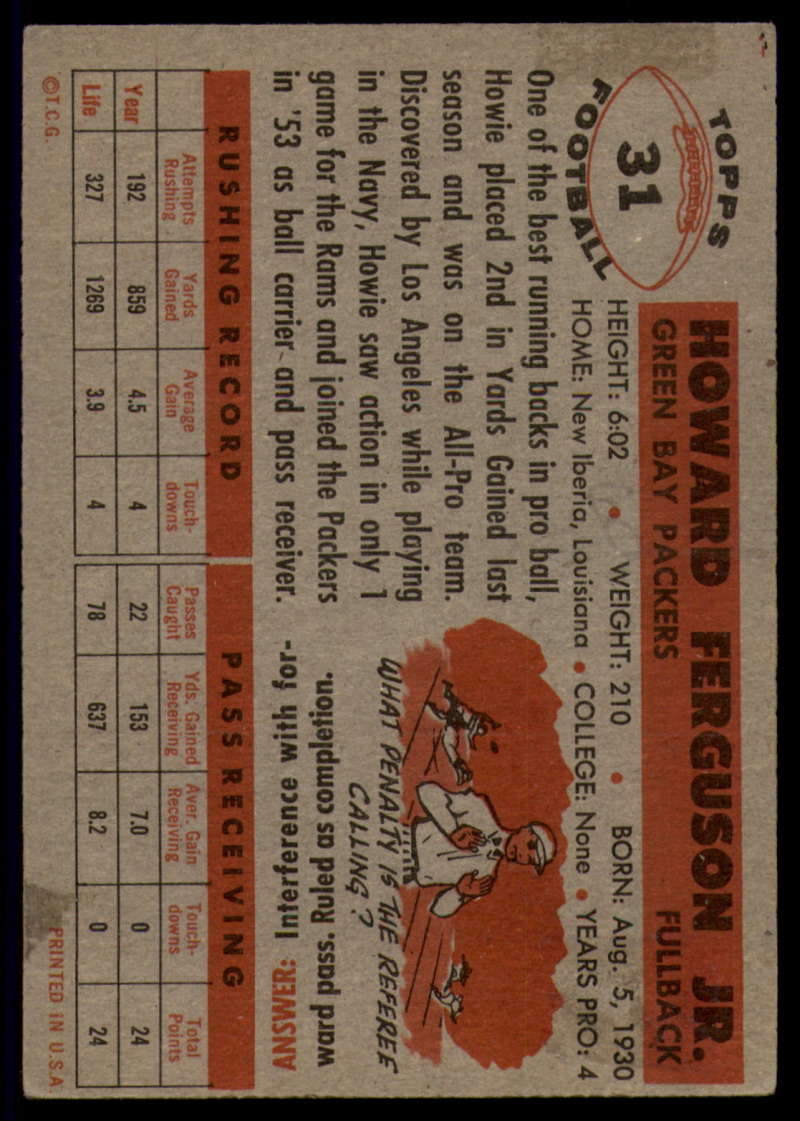 TOPPS
31
FOOTBALL
HOWARD FERGUSON JR.
GREEN BAY PACKERS FULLBACK
HEIGHT: 6:02 • WEIGHT: 210 • BORN: Aug. 5, 1930
HOME: New Iberia, Louisiana • COLLEGE: None • YEARS PRO: 4
One of the best running backs in pro ball,
Howie placed 2nd in Yards Gained last
season and was on the All-Pro team.
Discovered by Los Angeles while playing
in the Navy, Howie saw action in only 1
game for the Rams and joined the Packers
in '53 as ball carrier and pass receiver.
WHAT PENALTY IS THE REFEREE
CALLING?
ANSWER: Interference with for-
ward pass. Ruled as completion.
RUSHING RECORD PASS RECEIVING
Attempts Rushing Yards Gained Average Gain Touch-downs Passes Caught Yds. Gained Receiving Aver. Gain Receiving Touch-downs Total Points
Year 192 859 4.5 4 22 153 7.0 0 24
Life 327 1269 3.9 4 78 637 8.2 0 24
©T.C.G. PRINTED IN U.S.A.